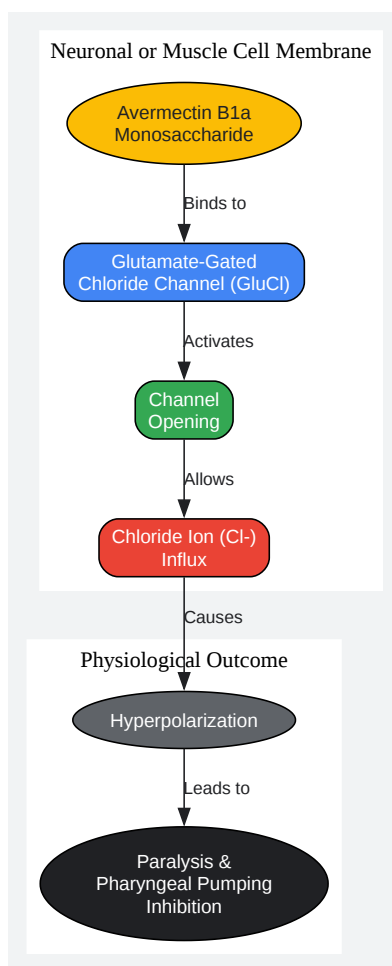 Neuronal or Muscle Cell Membrane
Avermectin B1a
Monosaccharide
Binds to
Glutamate-Gated
Chloride Channel (GluCl)
Activates
Channel
Opening
Allows
Chloride Ion (Cl-)
Influx
Causes
Physiological Outcome
Hyperpolarization
Leads to
Paralysis &
Pharyngeal Pumping
Inhibition